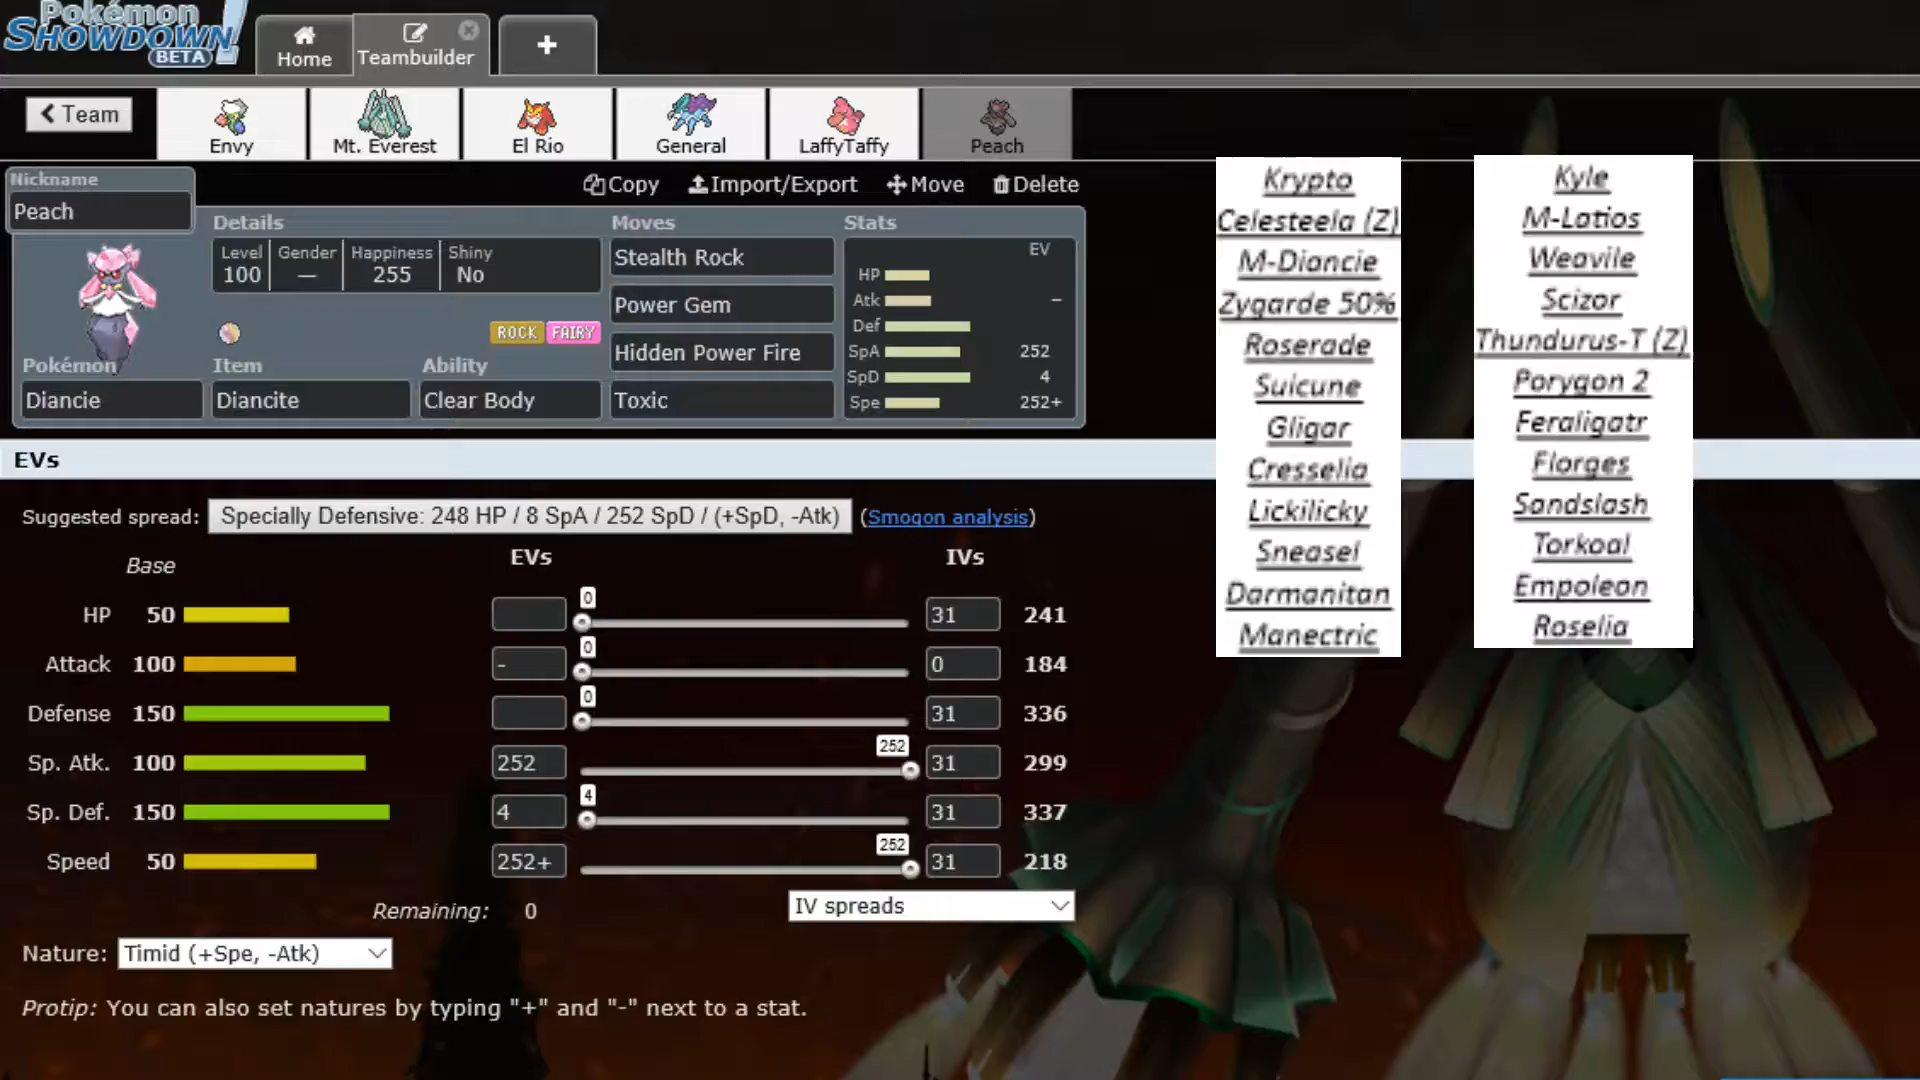 Pokémon
SHOWDOWN!
BETA
Home
Teambuilder
+
Team
Envy
Mt. Everest
El Rio
General
LaffyTaffy
Peach
Copy
Import/Export
Move
Delete
Nickname
Peach
Details
Level
100
Gender
—
Happiness
255
Shiny
No
ROCK
FAIRY
Pokémon
Diancie
Item
Diancite
Ability
Clear Body
Moves
Stealth Rock
Power Gem
Hidden Power Fire
Toxic
Stats
EV
HP
Atk –
Def
SpA 252
SpD 4
Spe 252+
EVs
Suggested spread: Specially Defensive: 248 HP / 8 SpA / 252 SpD / (+SpD, -Atk) (Smogon analysis)
Base EVs IVs
HP 50 0 31 241
Attack 100 - 0 0 184
Defense 150 0 31 336
Sp. Atk. 100 252 252 31 299
Sp. Def. 150 4 4 31 337
Speed 50 252+ 252 31 218
Remaining: 0
IV spreads
Nature: Timid (+Spe, -Atk)
Protip: You can also set natures by typing "+" and "-" next to a stat.
Krypto
Celesteela (Z)
M-Diancie
Zygarde 50%
Roserade
Suicune
Gligar
Cresselia
Lickilicky
Sneasel
Darmanitan
Manectric
Kyle
M-Latios
Weavile
Scizor
Thundurus-T (Z)
Porygon 2
Feraligatr
Florges
Sandslash
Torkoal
Empoleon
Roselia